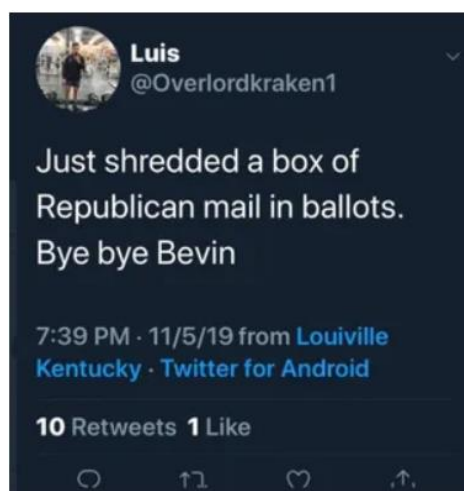 Luis
@Overlordkraken1
Just shredded a box of
Republican mail in ballots.
Bye bye Bevin
7:39 PM · 11/5/19 from Louiville
Kentucky · Twitter for Android
10 Retweets 1 Like